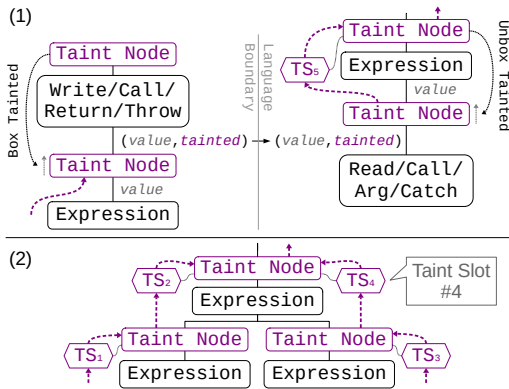 (1)
Taint Node
Write/Call/
Return/Throw
Box Tainted
(value,tainted)
Taint Node
value
Expression
Language
Boundary
Taint Node
TS5
Expression
value
Unbox Tainted
Taint Node
(value,tainted)
Read/Call/
Arg/Catch
(2)
Taint Node
TS2
TS4
Taint Slot
#4
Expression
Taint Node
Taint Node
TS1
TS3
Expression
Expression